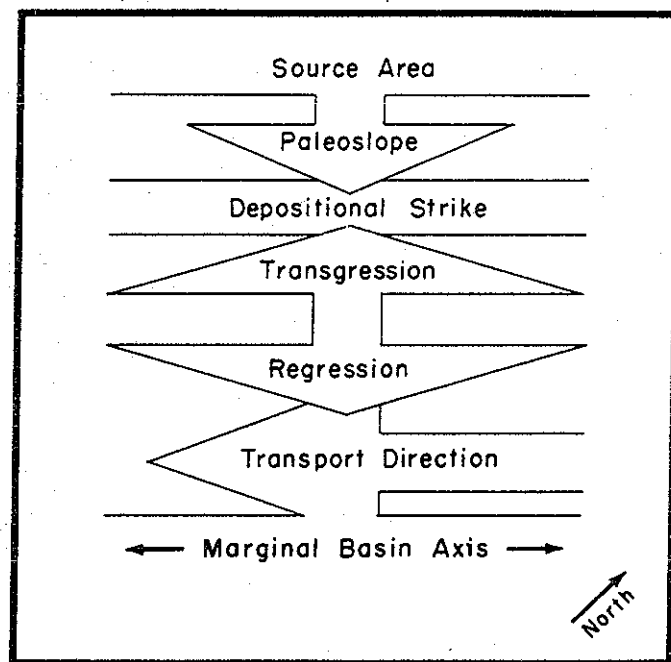 Source Area
Paleoslope
Depositional Strike
Transgression
Regression
Transport Direction
Marginal Basin Axis
North